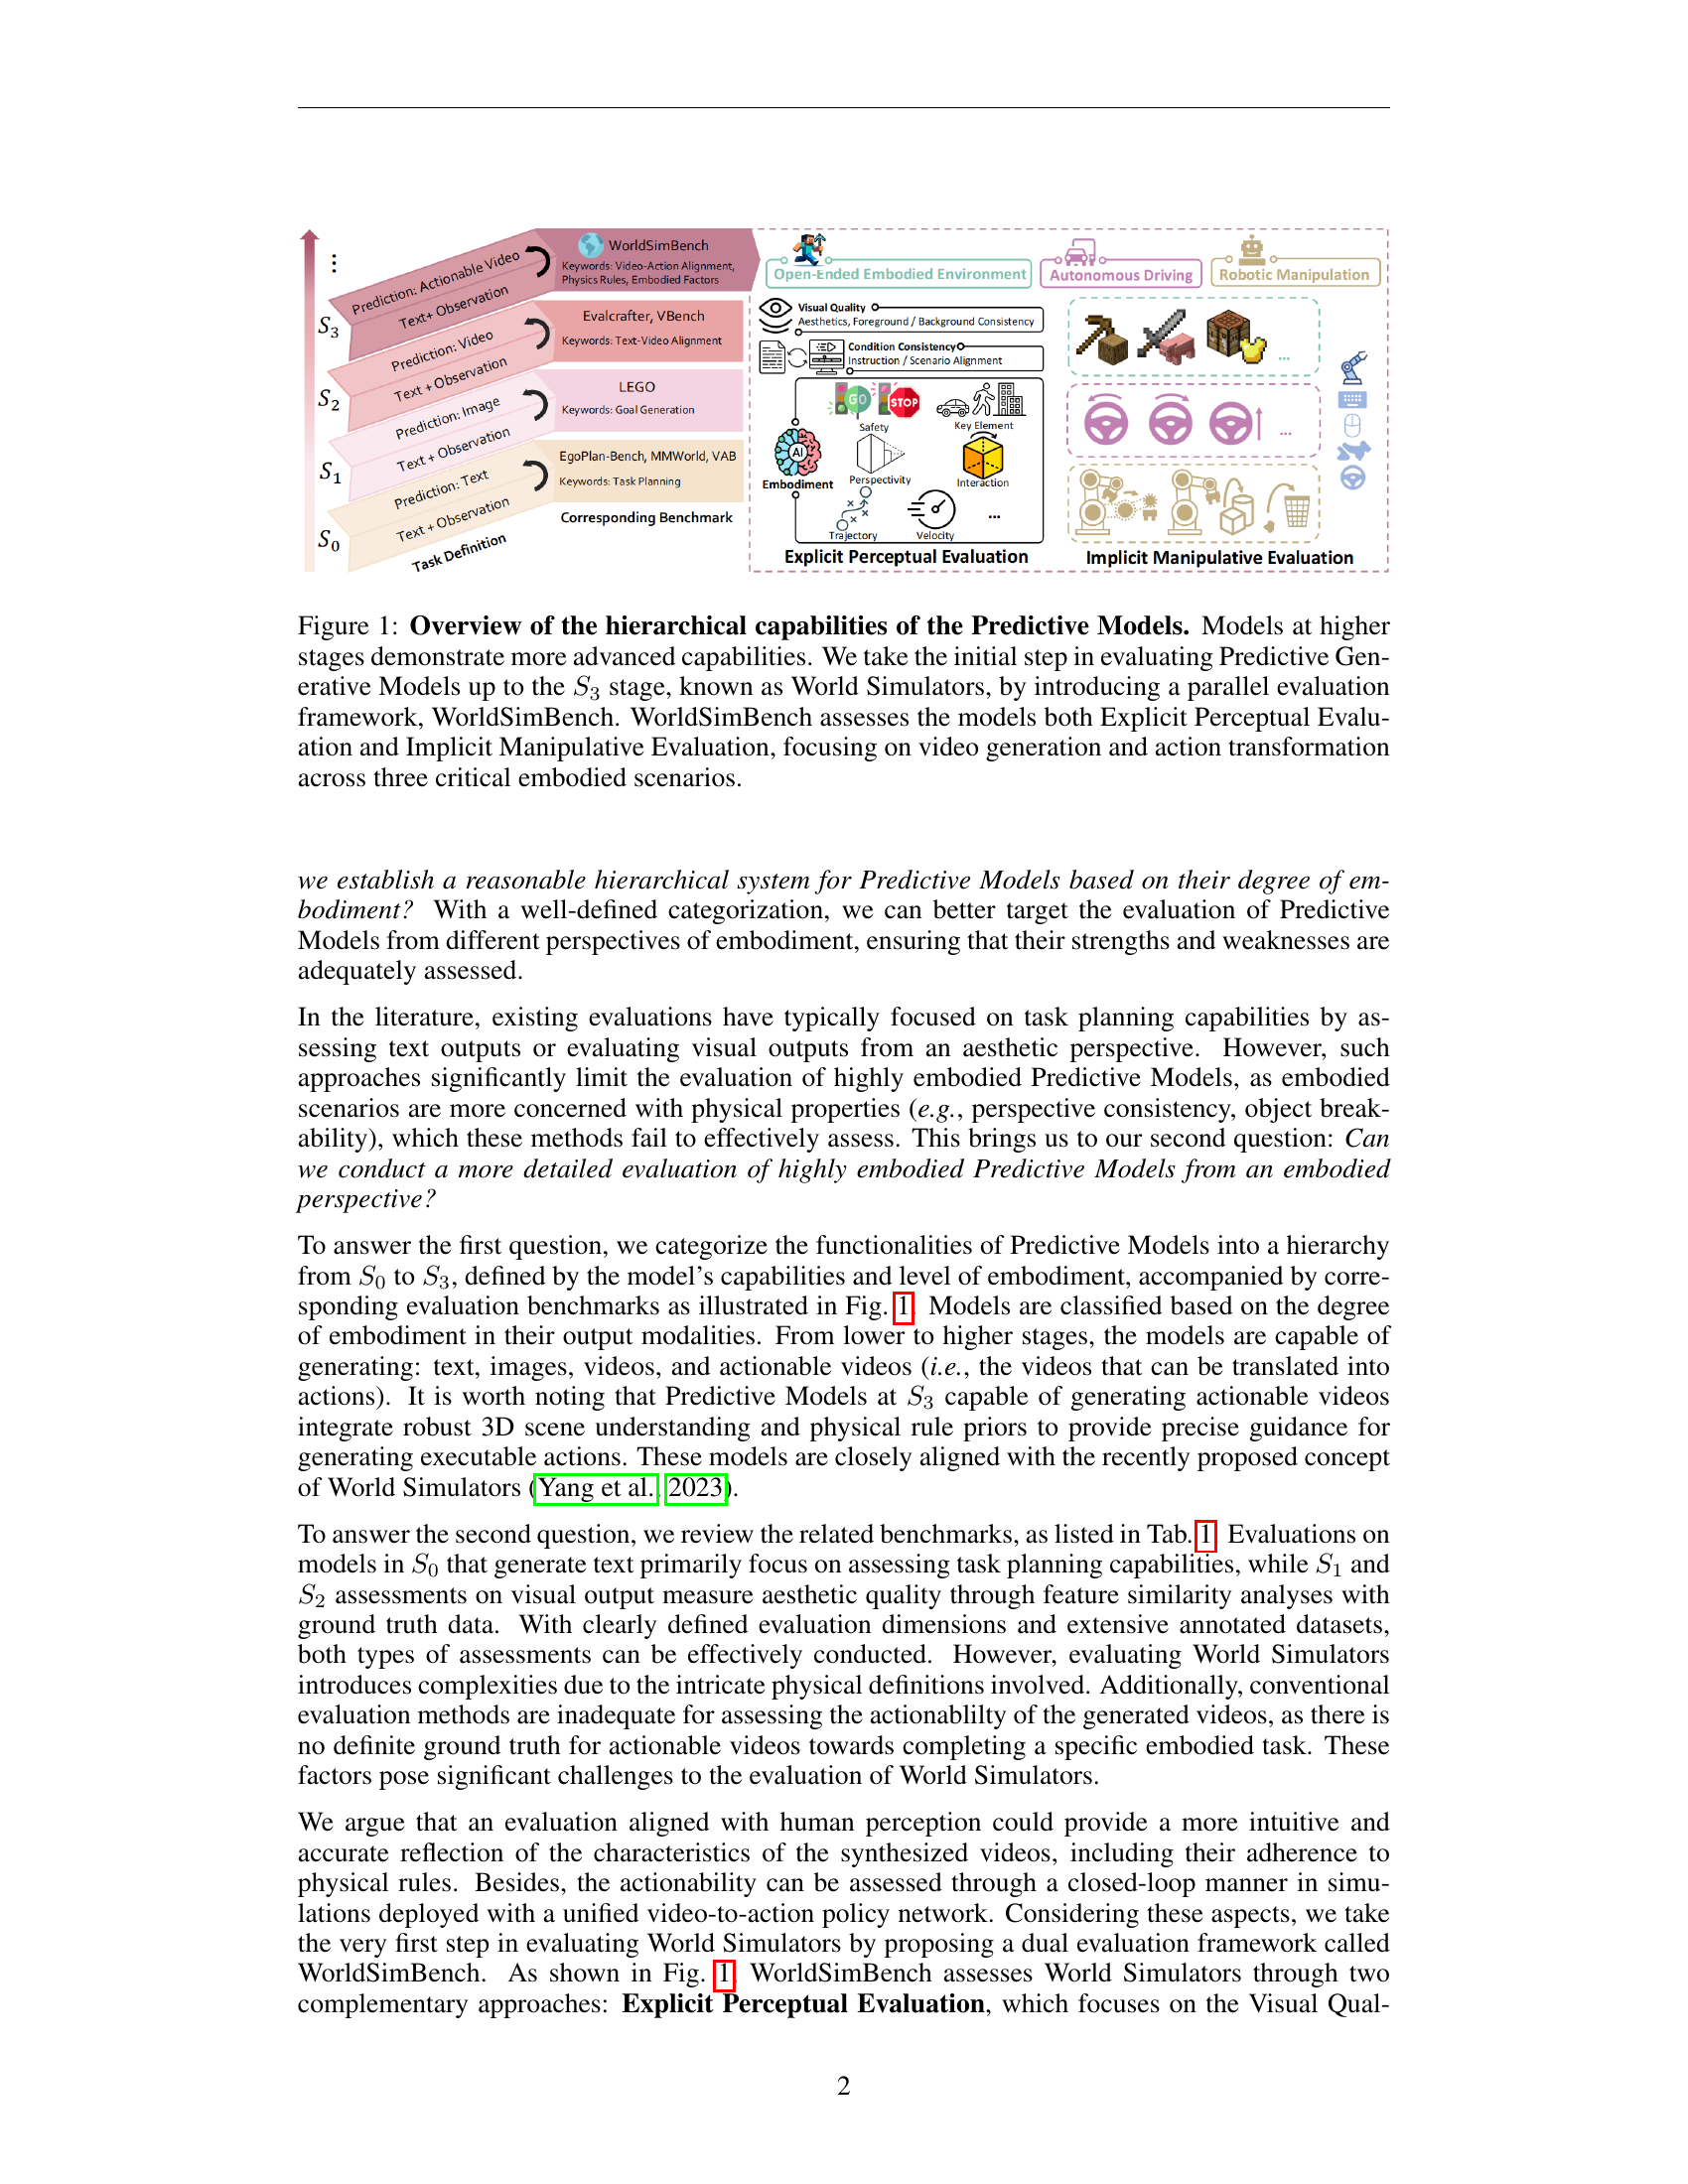 ⋮
S3
S2
S1
S0
Prediction: Actionable Video
Text+ Observation
Prediction: Video
Text + Observation
Prediction: Image
Text + Observation
Prediction: Text
Text + Observation
Task Definition
WorldSimBench
Keywords: Video-Action Alignment,
Physics Rules, Embodied Factors
Evalcrafter, VBench
Keywords: Text-Video Alignment
LEGO
Keywords: Goal Generation
EgoPlan-Bench, MMWorld, VAB
Keywords: Task Planning
Corresponding Benchmark
Open-Ended Embodied Environment
Autonomous Driving
Robotic Manipulation
Visual Quality
Aesthetics, Foreground / Background Consistency
Condition Consistency
Instruction / Scenario Alignment
GO
STOP
Safety
Key Element
AI
Embodiment
Perspectivity
Interaction
Trajectory
Velocity
...
Explicit Perceptual Evaluation
...
...
Implicit Manipulative Evaluation
Figure 1: Overview of the hierarchical capabilities of the Predictive Models. Models at higher
stages demonstrate more advanced capabilities. We take the initial step in evaluating Predictive Gen-
erative Models up to the S3 stage, known as World Simulators, by introducing a parallel evaluation
framework, WorldSimBench. WorldSimBench assesses the models both Explicit Perceptual Evalu-
ation and Implicit Manipulative Evaluation, focusing on video generation and action transformation
across three critical embodied scenarios.
we establish a reasonable hierarchical system for Predictive Models based on their degree of em-
bodiment? With a well-defined categorization, we can better target the evaluation of Predictive
Models from different perspectives of embodiment, ensuring that their strengths and weaknesses are
adequately assessed.
In the literature, existing evaluations have typically focused on task planning capabilities by as-
sessing text outputs or evaluating visual outputs from an aesthetic perspective. However, such
approaches significantly limit the evaluation of highly embodied Predictive Models, as embodied
scenarios are more concerned with physical properties (e.g., perspective consistency, object break-
ability), which these methods fail to effectively assess. This brings us to our second question: Can
we conduct a more detailed evaluation of highly embodied Predictive Models from an embodied
perspective?
To answer the first question, we categorize the functionalities of Predictive Models into a hierarchy
from S0 to S3, defined by the model's capabilities and level of embodiment, accompanied by corre-
sponding evaluation benchmarks as illustrated in Fig. 1. Models are classified based on the degree
of embodiment in their output modalities. From lower to higher stages, the models are capable of
generating: text, images, videos, and actionable videos (i.e., the videos that can be translated into
actions). It is worth noting that Predictive Models at S3 capable of generating actionable videos
integrate robust 3D scene understanding and physical rule priors to provide precise guidance for
generating executable actions. These models are closely aligned with the recently proposed concept
of World Simulators (Yang et al., 2023).
To answer the second question, we review the related benchmarks, as listed in Tab. 1. Evaluations on
models in S0 that generate text primarily focus on assessing task planning capabilities, while S1 and
S2 assessments on visual output measure aesthetic quality through feature similarity analyses with
ground truth data. With clearly defined evaluation dimensions and extensive annotated datasets,
both types of assessments can be effectively conducted. However, evaluating World Simulators
introduces complexities due to the intricate physical definitions involved. Additionally, conventional
evaluation methods are inadequate for assessing the actionablilty of the generated videos, as there is
no definite ground truth for actionable videos towards completing a specific embodied task. These
factors pose significant challenges to the evaluation of World Simulators.
We argue that an evaluation aligned with human perception could provide a more intuitive and
accurate reflection of the characteristics of the synthesized videos, including their adherence to
physical rules. Besides, the actionability can be assessed through a closed-loop manner in simu-
lations deployed with a unified video-to-action policy network. Considering these aspects, we take
the very first step in evaluating World Simulators by proposing a dual evaluation framework called
WorldSimBench. As shown in Fig. 1, WorldSimBench assesses World Simulators through two
complementary approaches: Explicit Perceptual Evaluation, which focuses on the Visual Qual-
2